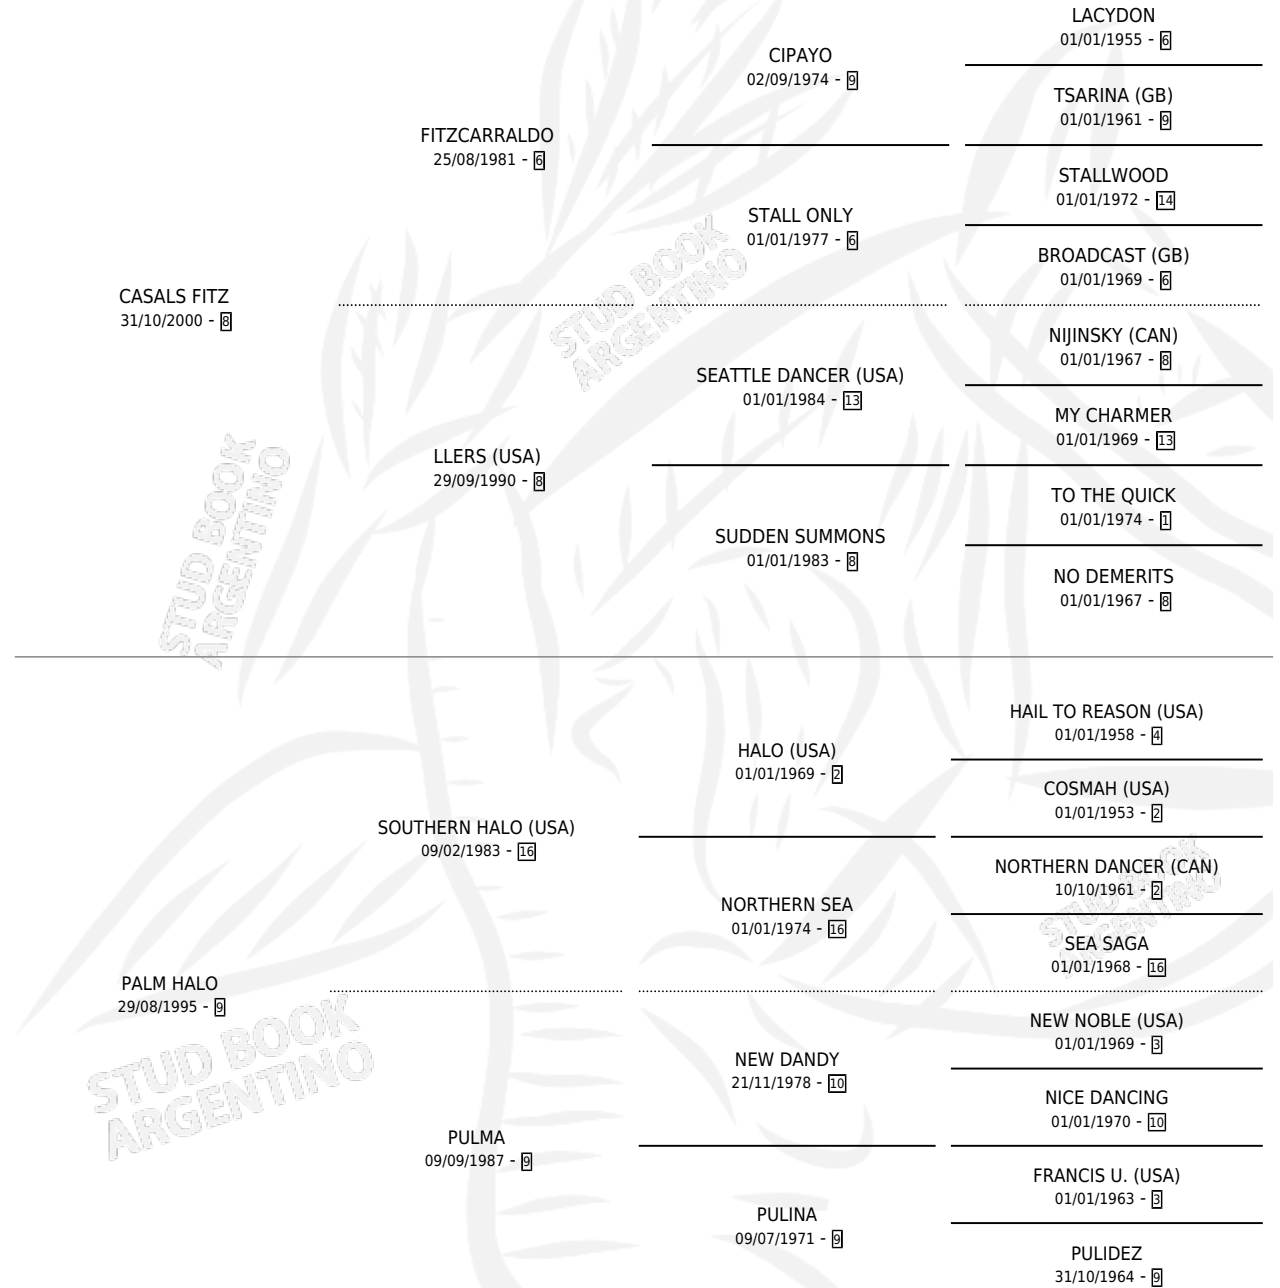 LACYDON
01/01/1955 - 6
CIPAYO
02/09/1974 - 9
TSARINA (GB)
01/01/1961 - 9
FITZCARRALDO
25/08/1981 - 6
STALLWOOD
01/01/1972 - 14
STALL ONLY
01/01/1977 - 6
BROADCAST (GB)
01/01/1969 - 6
CASALS FITZ
31/10/2000 - 8
NIJINSKY (CAN)
01/01/1967 - 8
SEATTLE DANCER (USA)
01/01/1984 - 13
MY CHARMER
01/01/1969 - 13
LLERS (USA)
29/09/1990 - 8
TO THE QUICK
01/01/1974 - 1
SUDDEN SUMMONS
01/01/1983 - 8
NO DEMERITS
01/01/1967 - 8
HAIL TO REASON (USA)
01/01/1958 - 4
HALO (USA)
01/01/1969 - 2
COSMAH (USA)
01/01/1953 - 2
SOUTHERN HALO (USA)
09/02/1983 - 16
NORTHERN DANCER (CAN)
10/10/1961 - 2
NORTHERN SEA
01/01/1974 - 16
SEA SAGA
01/01/1968 - 16
PALM HALO
29/08/1995 - 9
NEW NOBLE (USA)
01/01/1969 - 3
NEW DANDY
21/11/1978 - 10
NICE DANCING
01/01/1970 - 10
PULMA
09/09/1987 - 9
FRANCIS U. (USA)
01/01/1963 - 3
PULINA
09/07/1971 - 9
PULIDEZ
31/10/1964 - 9
STUD BOOK
ARGENTINO
STUD BOOK
ARGENTINO
STUD BOOK
ARGENTINO
STUD BOOK
ARGENTINO